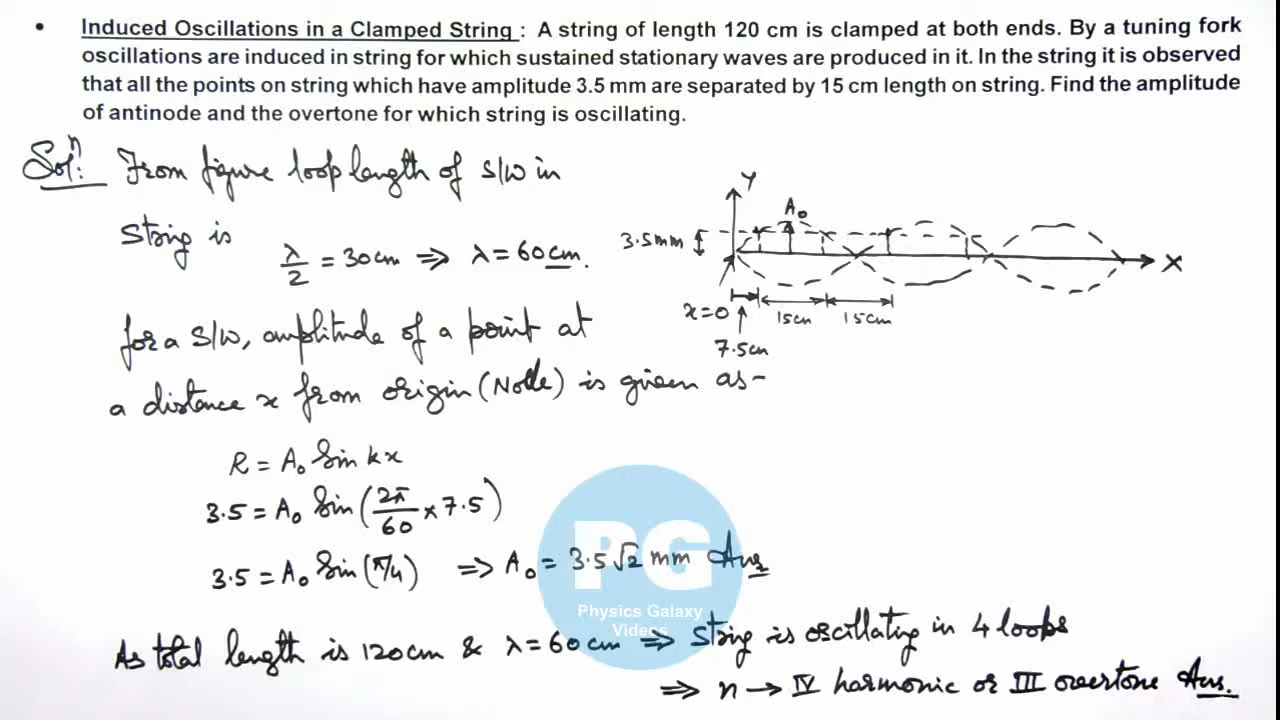 • Induced Oscillations in a Clamped String : A string of length 120 cm is clamped at both ends. By a tuning fork
oscillations are induced in string for which sustained stationary waves are produced in it. In the string it is observed
that all the points on string which have amplitude 3.5 mm are separated by 15 cm length on string. Find the amplitude
of antinode and the overtone for which string is oscillating.
Solⁿ: From figure loop length of S/W in
string is
λ/2 = 30cm ⇒ λ = 60cm.
for a S/W, amplitude of a point at
a distance x from origin (Node) is given as-
R = A₀ Sin kx
3.5 = A₀ Sin (2π/60 × 7.5)
3.5 = A₀ Sin (π/4) ⇒ A₀ = 3.5√2 mm Ans
As total length is 120cm & λ = 60cm ⇒ String is oscillating in 4 loops
⇒ n → IV harmonic or III overtone Ans.
Y
A₀
3.5mm
X
x=0
15cm
15cm
7.5cm
PG
Physics Galaxy
Videos